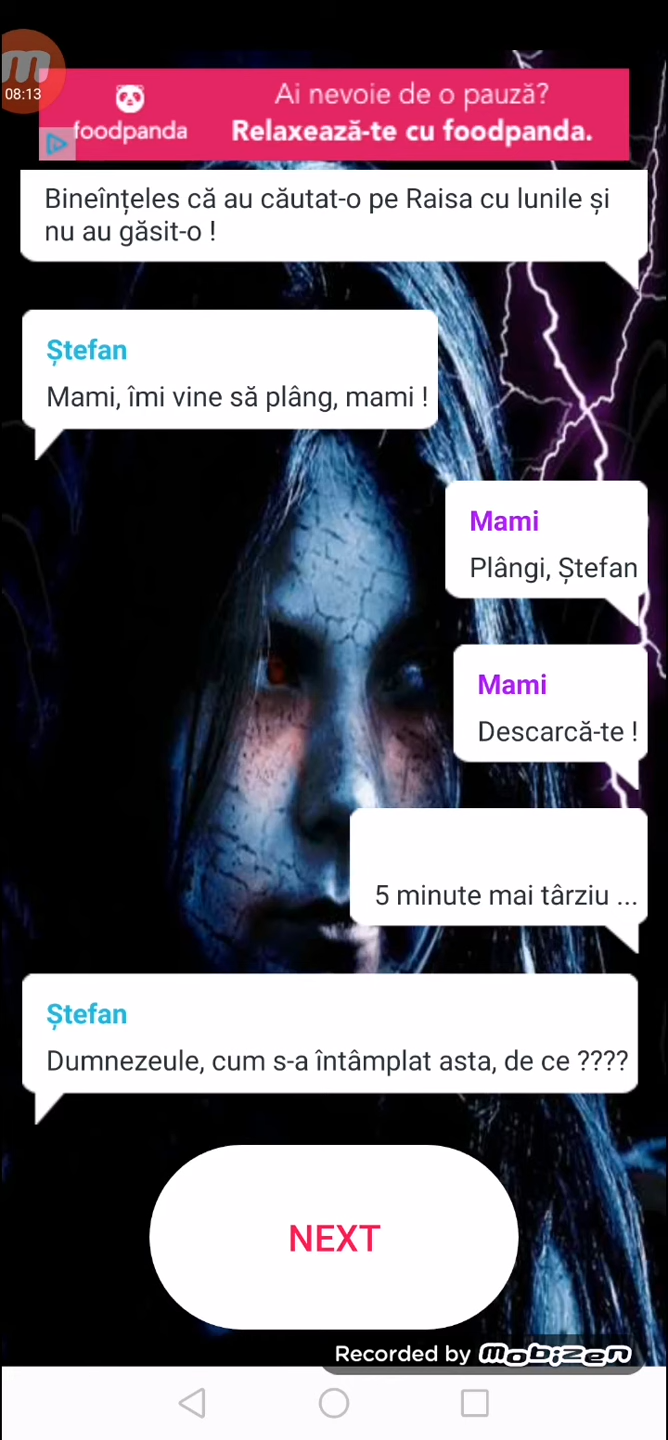 08:13
foodpanda
Ai nevoie de o pauză?
Relaxează-te cu foodpanda.
Bineînțeles că au căutat-o pe Raisa cu lunile și
nu au găsit-o !
Ștefan
Mami, îmi vine să plâng, mami !
Mami
Plângi, Ștefan
Mami
Descarcă-te !
5 minute mai târziu ...
Ștefan
Dumnezeule, cum s-a întâmplat asta, de ce ????
NEXT
Recorded by mobizen